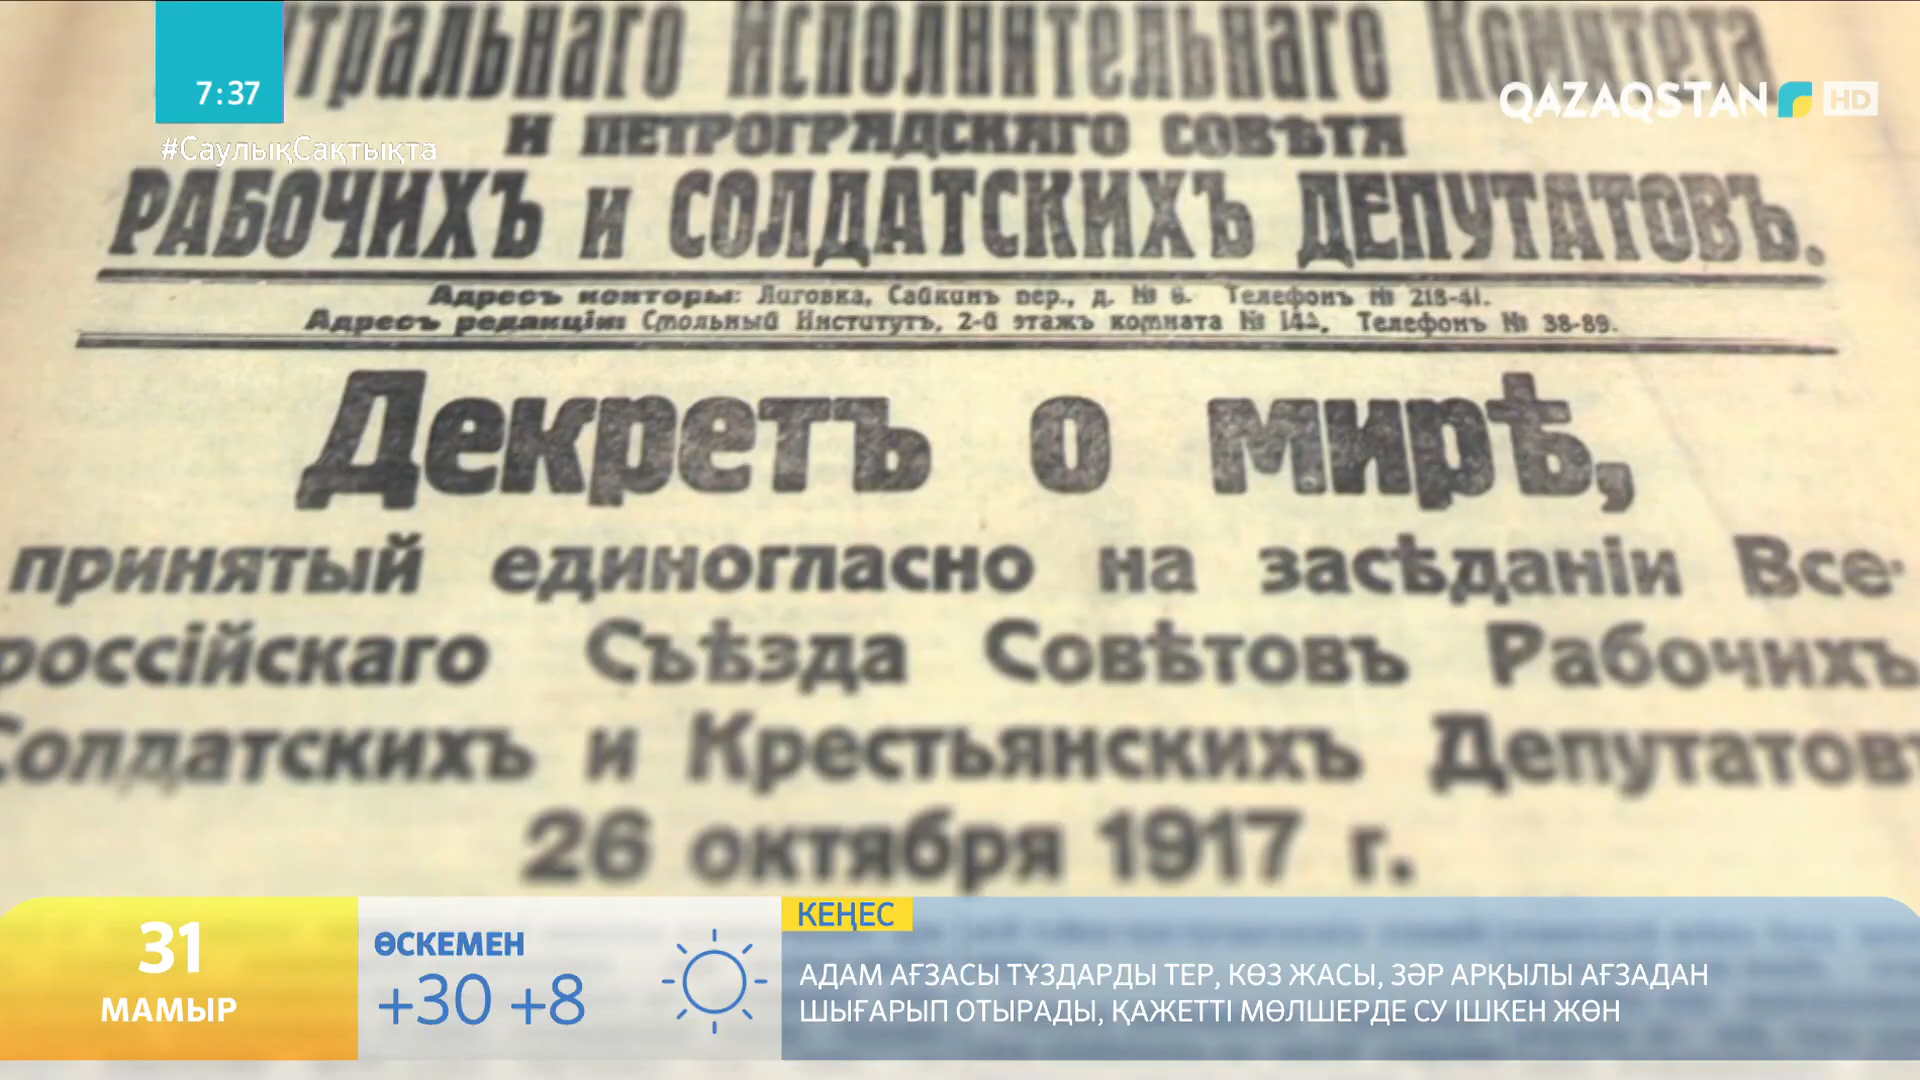 7:37
#СаулықСақтықта
QAZAQSTAN HD
Исполнительнаго Комитета
и ПЕТРОГРАДСКАГО СОВѢТА
РАБОЧИХЪ и СОЛДАТСКИХЪ ДЕПУТАТОВЪ.
Адресъ конторы: Лиговка, Сайкинъ пер., д. № 6. Телефонъ № 218-41.
Адресъ редакціи: Смольный Институтъ, 2-й этажъ комната № Телефонъ № 38-89.
Декретъ о мирѣ,
принятый единогласно на засѣданіи Все-
россійскаго Съѣзда Совѣтовъ Рабочихъ
Солдатскихъ и Крестьянскихъ Депутатовъ
26 октября 1917 г.
31
МАМЫР
ӨСКЕМЕН
+30 +8
КЕҢЕС
АДАМ АҒЗАСЫ ТҰЗДАРДЫ ТЕР, КӨЗ ЖАСЫ, ЗӘР АРҚЫЛЫ АҒЗАДАН
ШЫҒАРЫП ОТЫРАДЫ, ҚАЖЕТТІ МӨЛШЕРДЕ СУ ІШКЕН ЖӨН